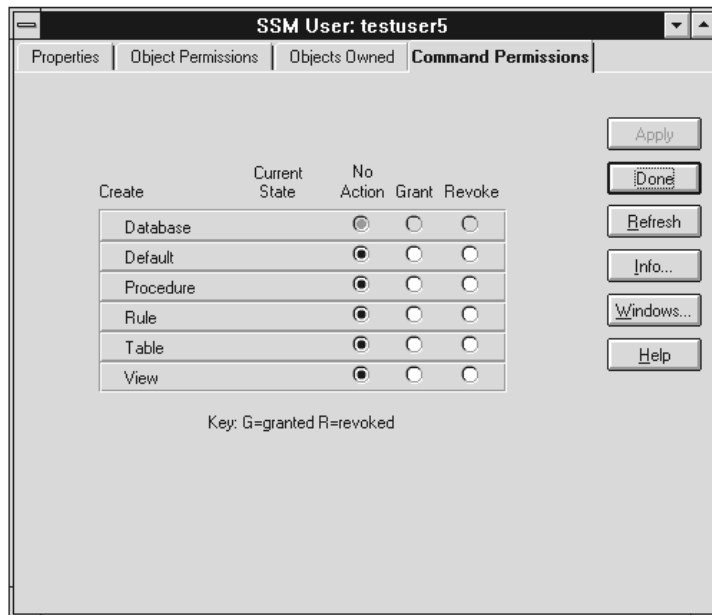 SSM User: testuser5
Properties Object Permissions Objects Owned Command Permissions
Apply
Done
Refresh
Info...
Windows...
Help
Current No
Create State Action Grant Revoke
Database
Default
Procedure
Rule
Table
View
Key: G=granted R=revoked